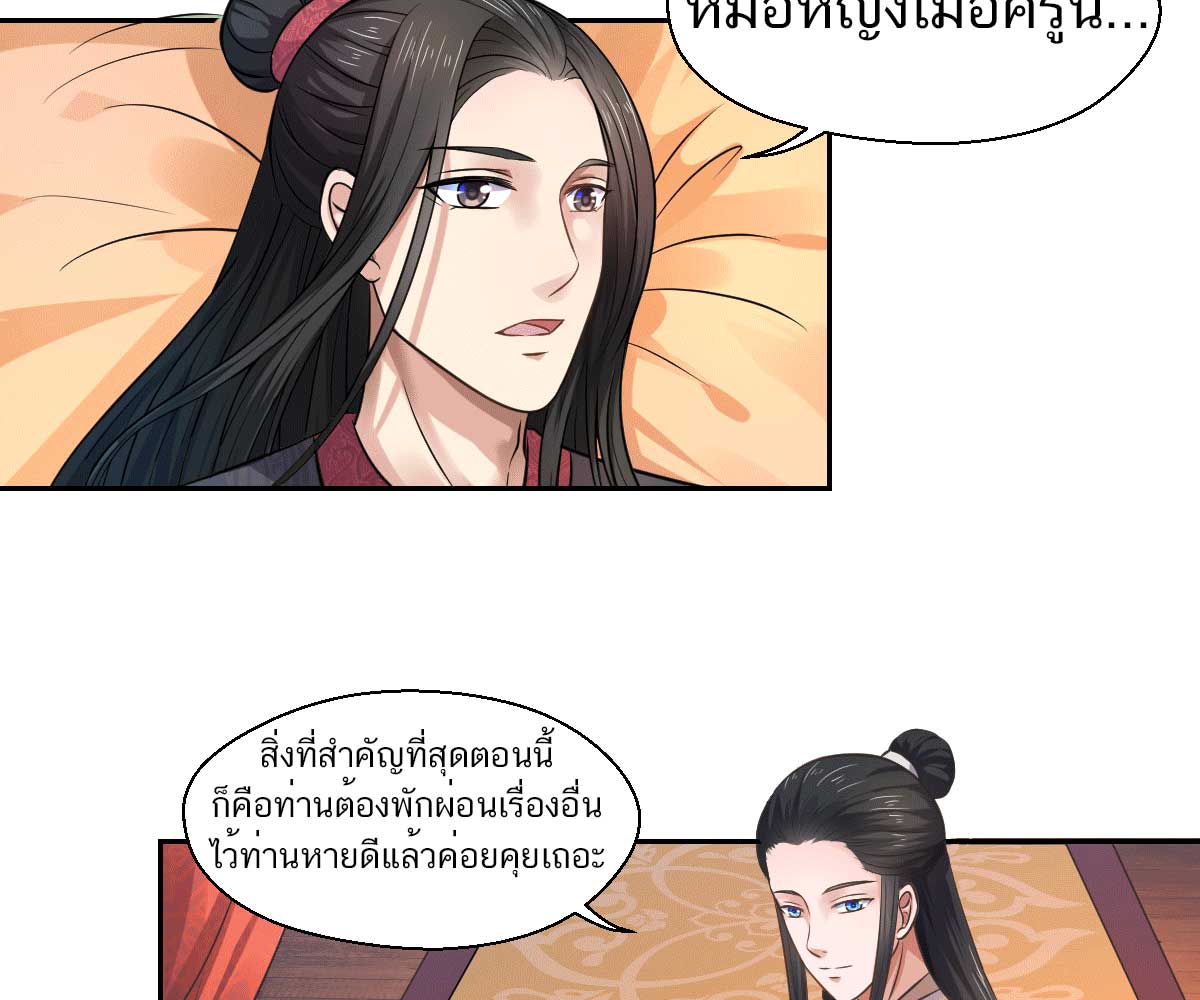 หมอหญิงเมื่อครู่นี้...
สิ่งที่สำคัญที่สุดตอนนี้
ก็คือท่านต้องพักผ่อนเรื่องอื่น
ไว้ท่านหายดีแล้วค่อยคุยเถอะ